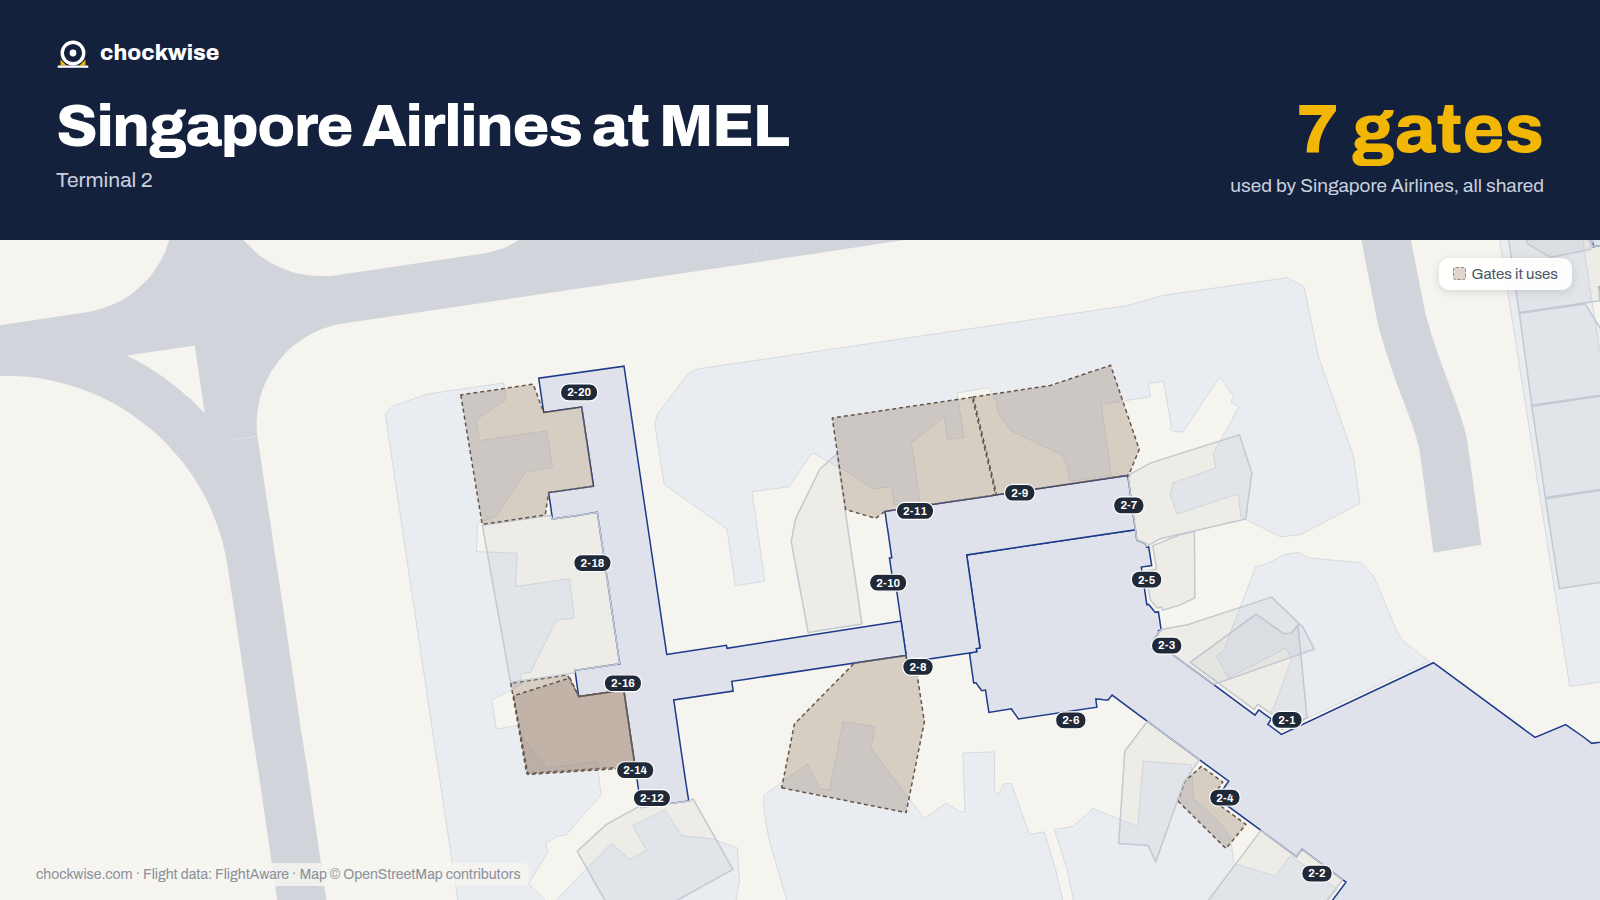 chockwise
Singapore Airlines at MEL
Terminal 2
7 gates
used by Singapore Airlines, all shared
Gates it uses
2-20
2-9
2-11
2-7
2-18
2-10
2-5
2-3
2-8
2-16
2-6
2-1
2-14
2-12
2-4
2-2
chockwise.com · Flight data: FlightAware · Map © OpenStreetMap contributors